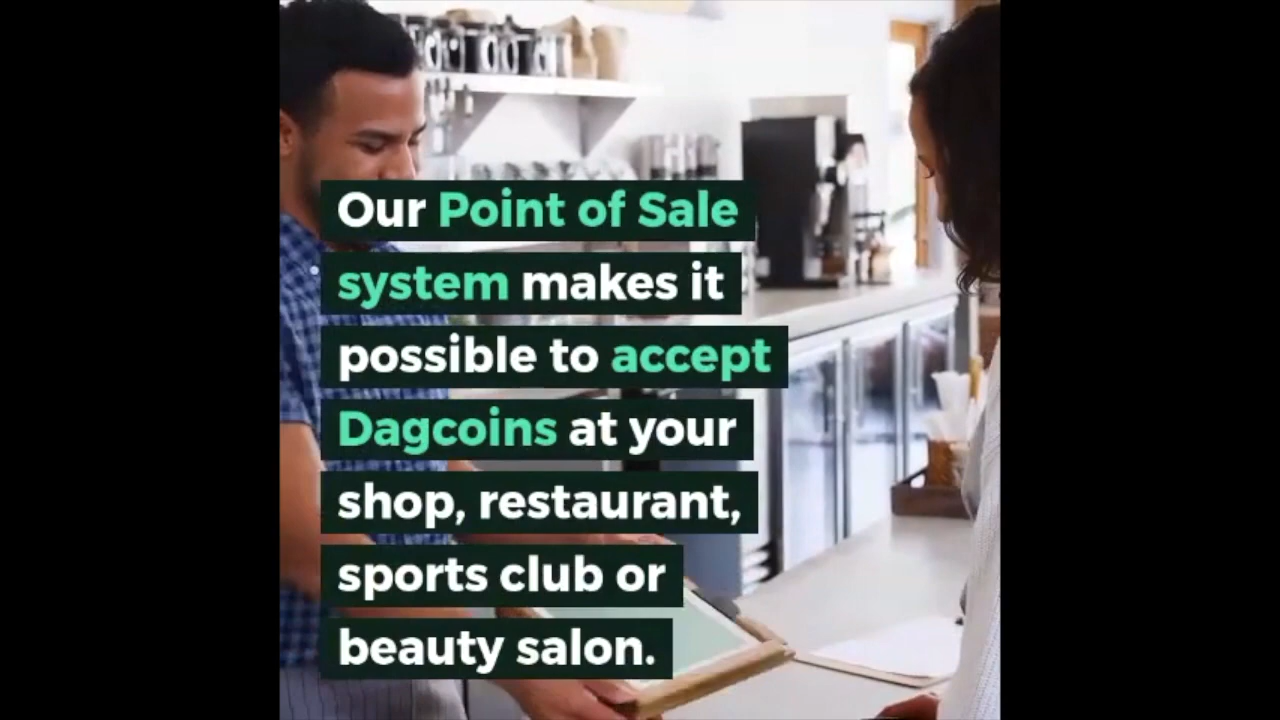 Our Point of Sale
system makes it
possible to accept
Dagcoins at your
shop, restaurant,
sports club or
beauty salon.